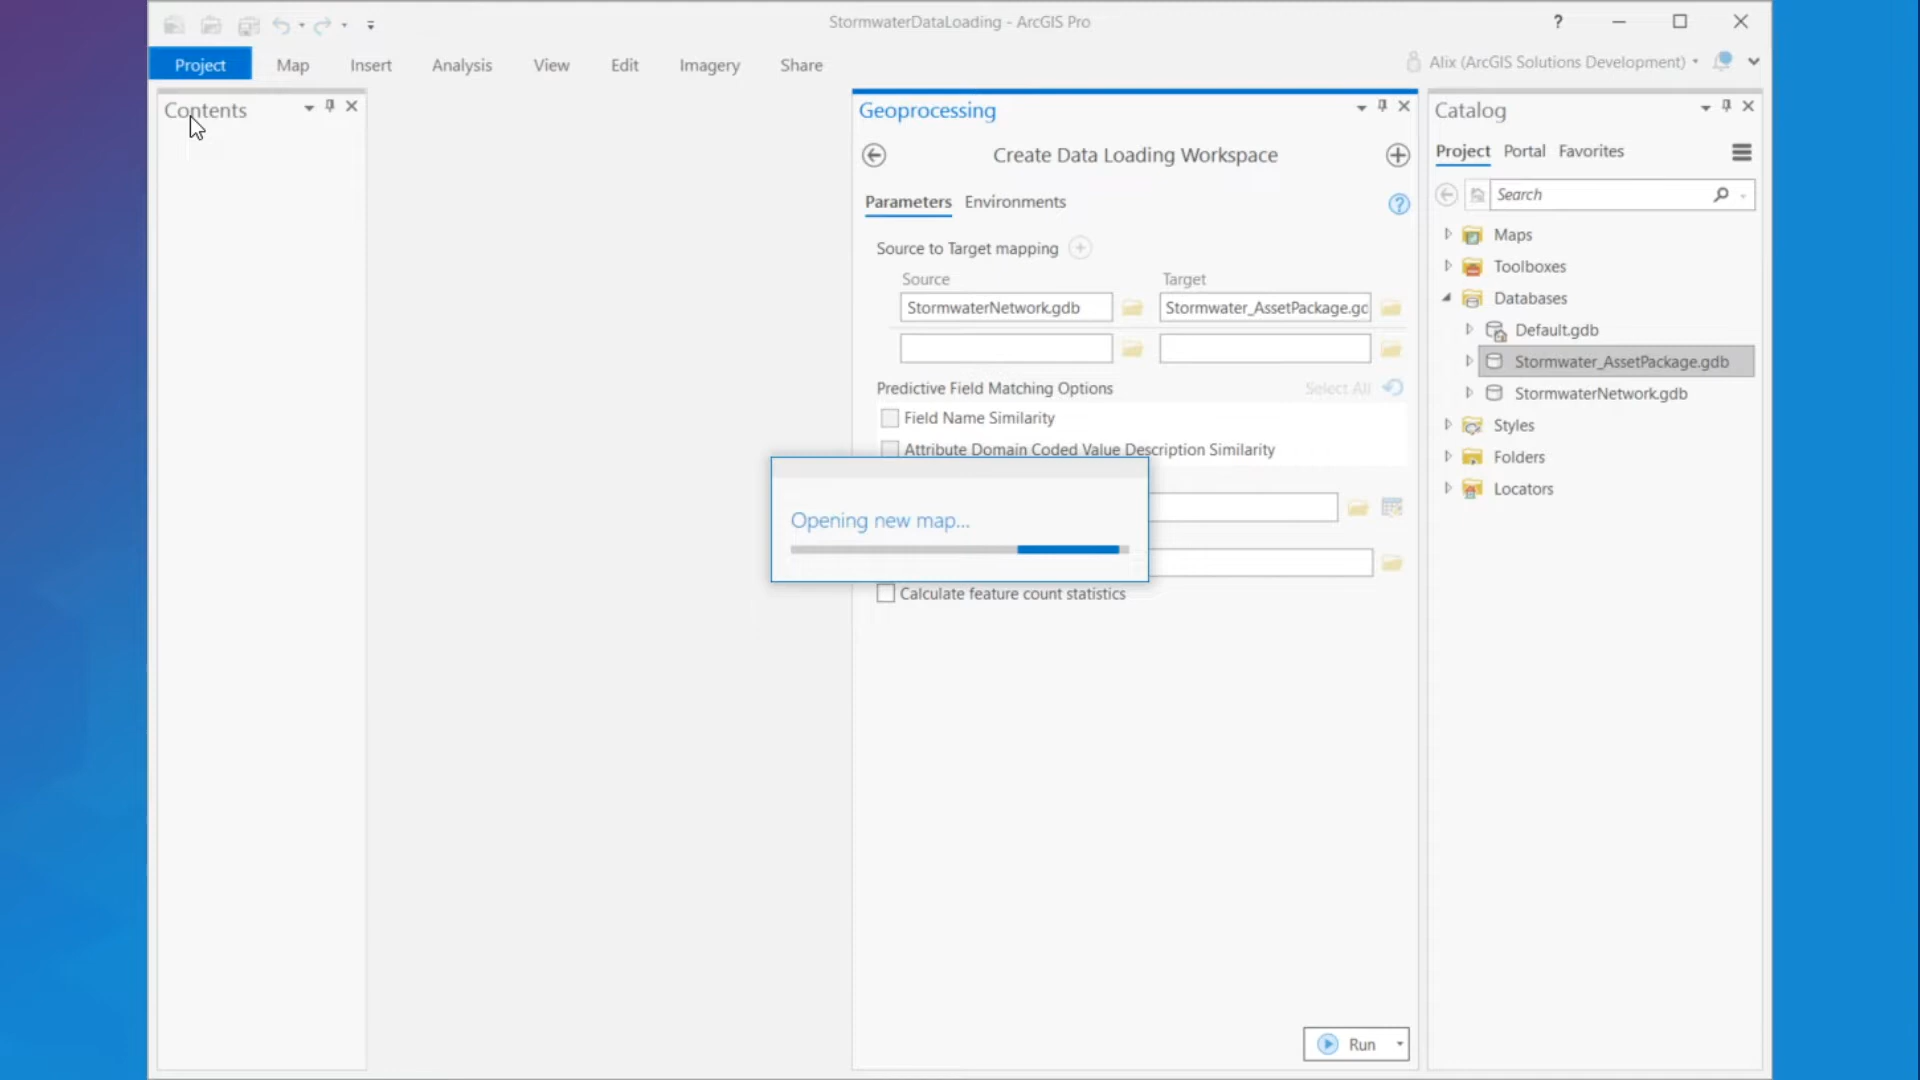 StormwaterDataLoading - ArcGIS Pro
?
Project Map Insert Analysis View Edit Imagery Share
Alix (ArcGIS Solutions Development)
Contents
Geoprocessing
Create Data Loading Workspace
Parameters Environments
?
Source to Target mapping
Source Target
StormwaterNetwork.gdb Stormwater_AssetPackage.gc
Predictive Field Matching Options Select All
Field Name Similarity
Attribute Domain Coded Value Description Similarity
Opening new map...
Calculate feature count statistics
Run
Catalog
Project Portal Favorites
Search
Maps
Toolboxes
Databases
Default.gdb
Stormwater_AssetPackage.gdb
StormwaterNetwork.gdb
Styles
Folders
Locators